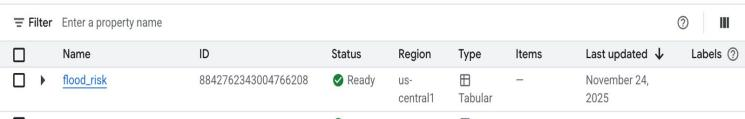 Filter Enter a property name
Name ID Status Region Type Items Last updated Labels
flood_risk 8842762343004766208 Ready us- Tabular — November 24,
central1 2025